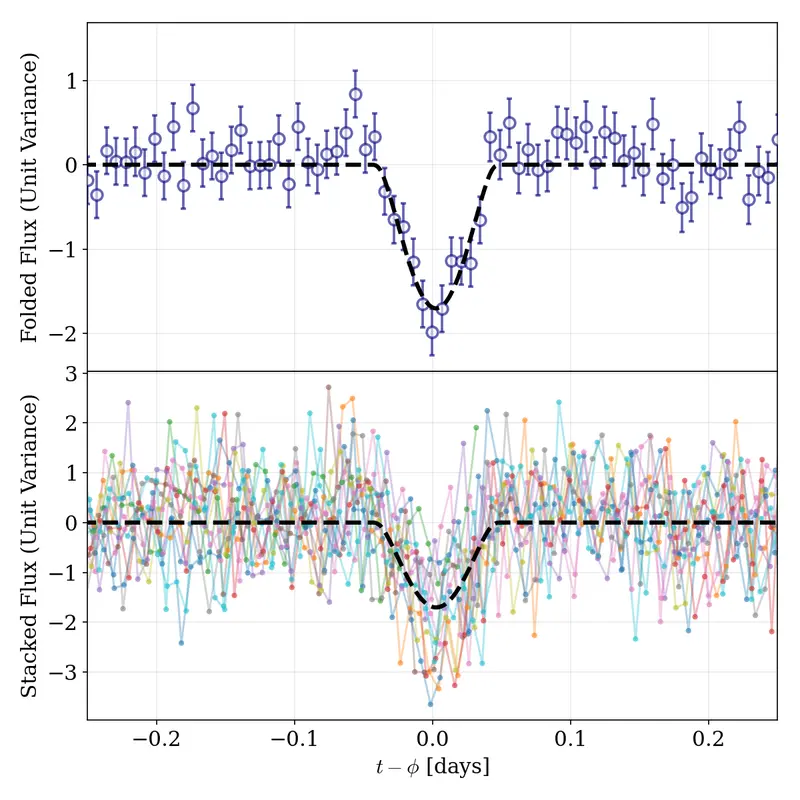 Folded Flux (Unit Variance)
1
0
−1
−2
Stacked Flux (Unit Variance)
3
2
1
0
−1
−2
−3
−0.2 −0.1 0.0 0.1 0.2
t − ϕ [days]